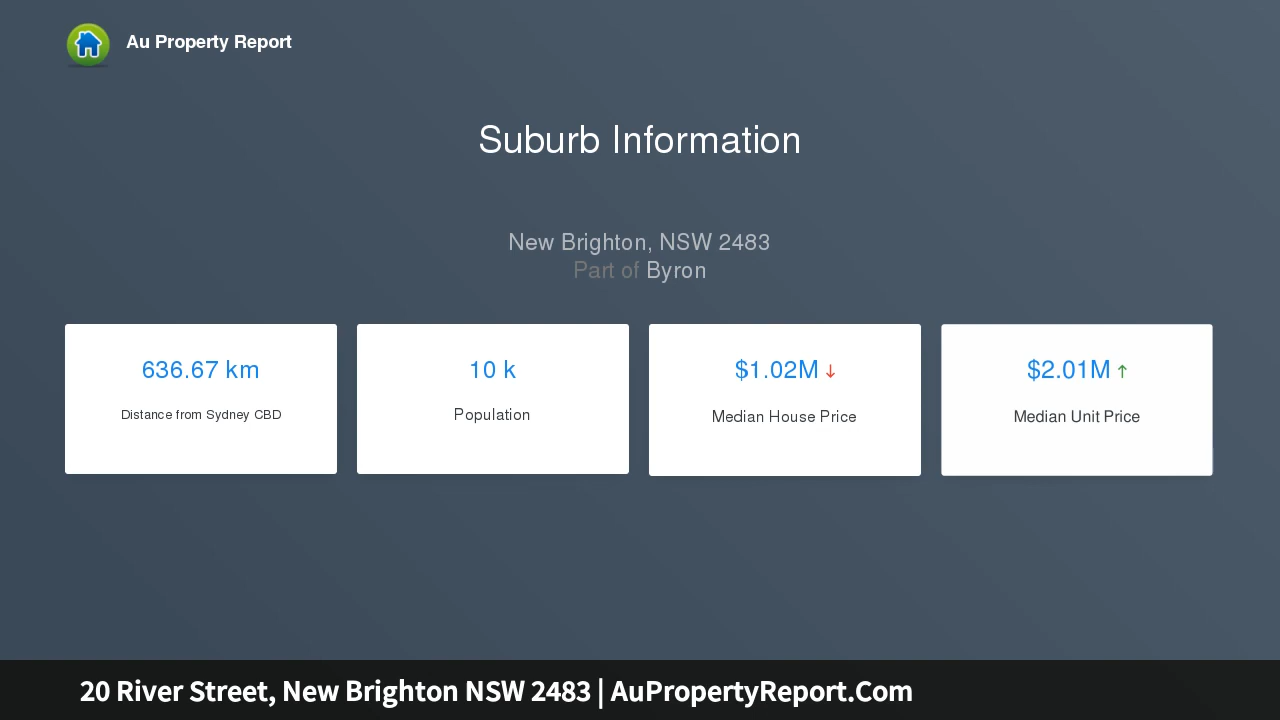 Au Property Report
Suburb Information
New Brighton, NSW 2483
Part of Byron
636.67 km
Distance from Sydney CBD
10 k
Population
$1.02M ↓
Median House Price
$2.01M ↑
Median Unit Price
20 River Street, New Brighton NSW 2483 | AuPropertyReport.Com